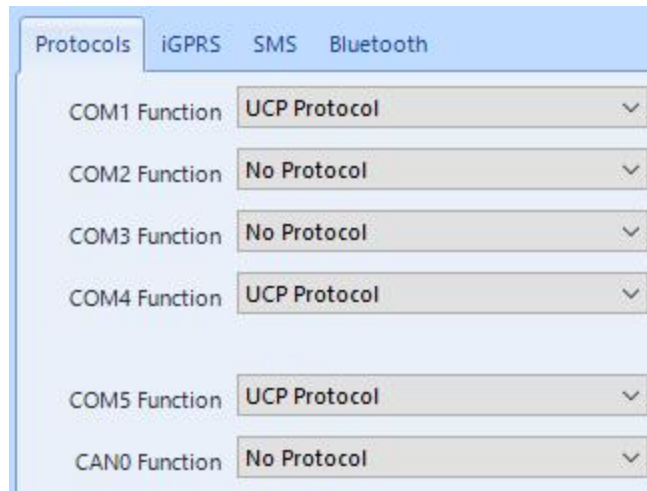 Protocols iGPRS SMS Bluetooth
COM1 Function UCP Protocol
COM2 Function No Protocol
COM3 Function No Protocol
COM4 Function UCP Protocol
COM5 Function UCP Protocol
CAN0 Function No Protocol